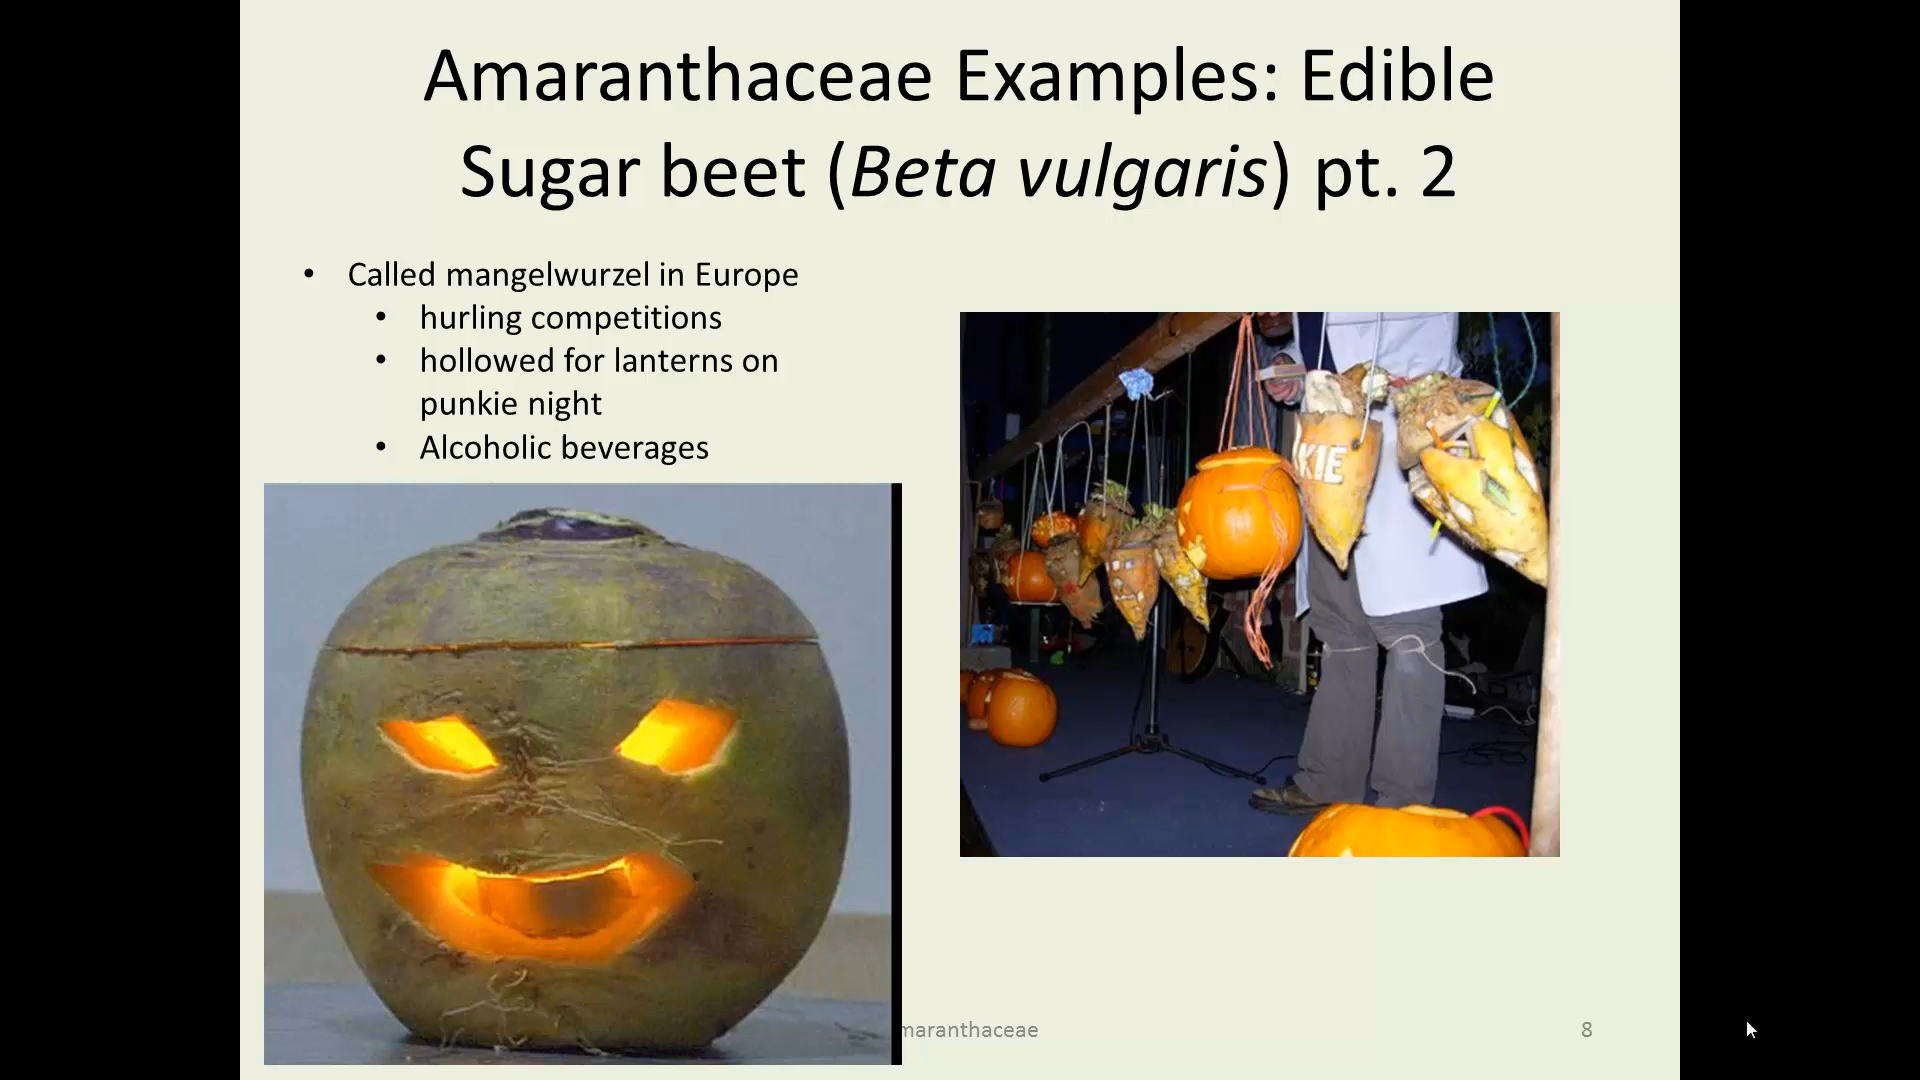 Amaranthaceae Examples: Edible
Sugar beet (Beta vulgaris) pt. 2
• Called mangelwurzel in Europe
• hurling competitions
• hollowed for lanterns on
punkie night
• Alcoholic beverages
KIE
maranthaceae
8